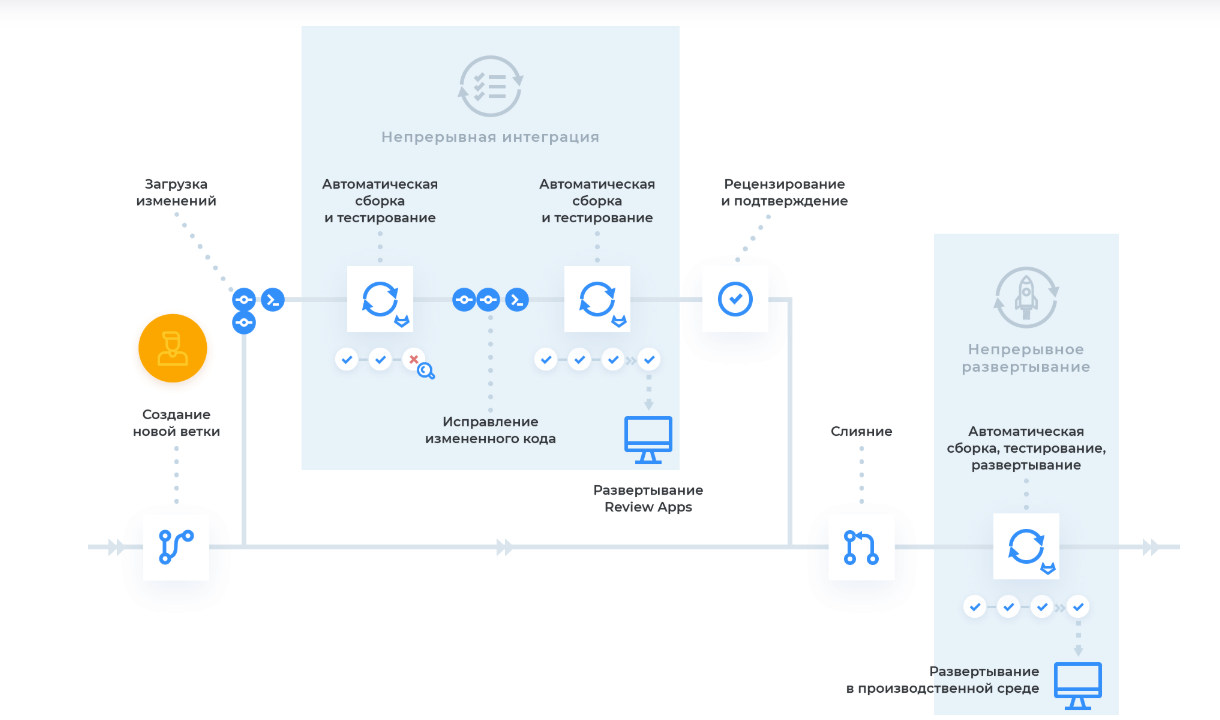 Непрерывная интеграция
Загрузка
изменений
Автоматическая
сборка
и тестирование
Автоматическая
сборка
и тестирование
Рецензирование
и подтверждение
Непрерывное
развертывание
Создание
новой ветки
Исправление
измененного кода
Слияние
Автоматическая
сборка, тестирование,
развертывание
Развертывание
Review Apps
Развертывание
в производственной среде